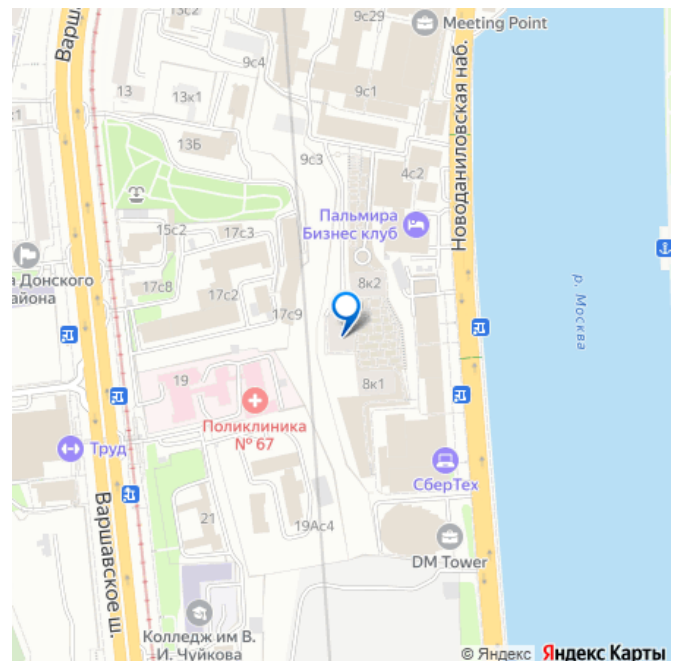 Варш
9с29
Meeting Point
9с4
13
13к1
9с1
Новоданиловская наб.
к1
13Б
9с3
4с2
Пальмира
Бизнес клуб
15с2
17с3
а Донского
айона
17с8
17с2
8к2
р. Москва
17с9
19
8к1
Поликлиника
№ 67
Труд
СберТех
Варшавское ш.
21
19Ас4
DM Tower
Колледж им В.
И. Чуйкова
© Яндекс Яндекс Карты